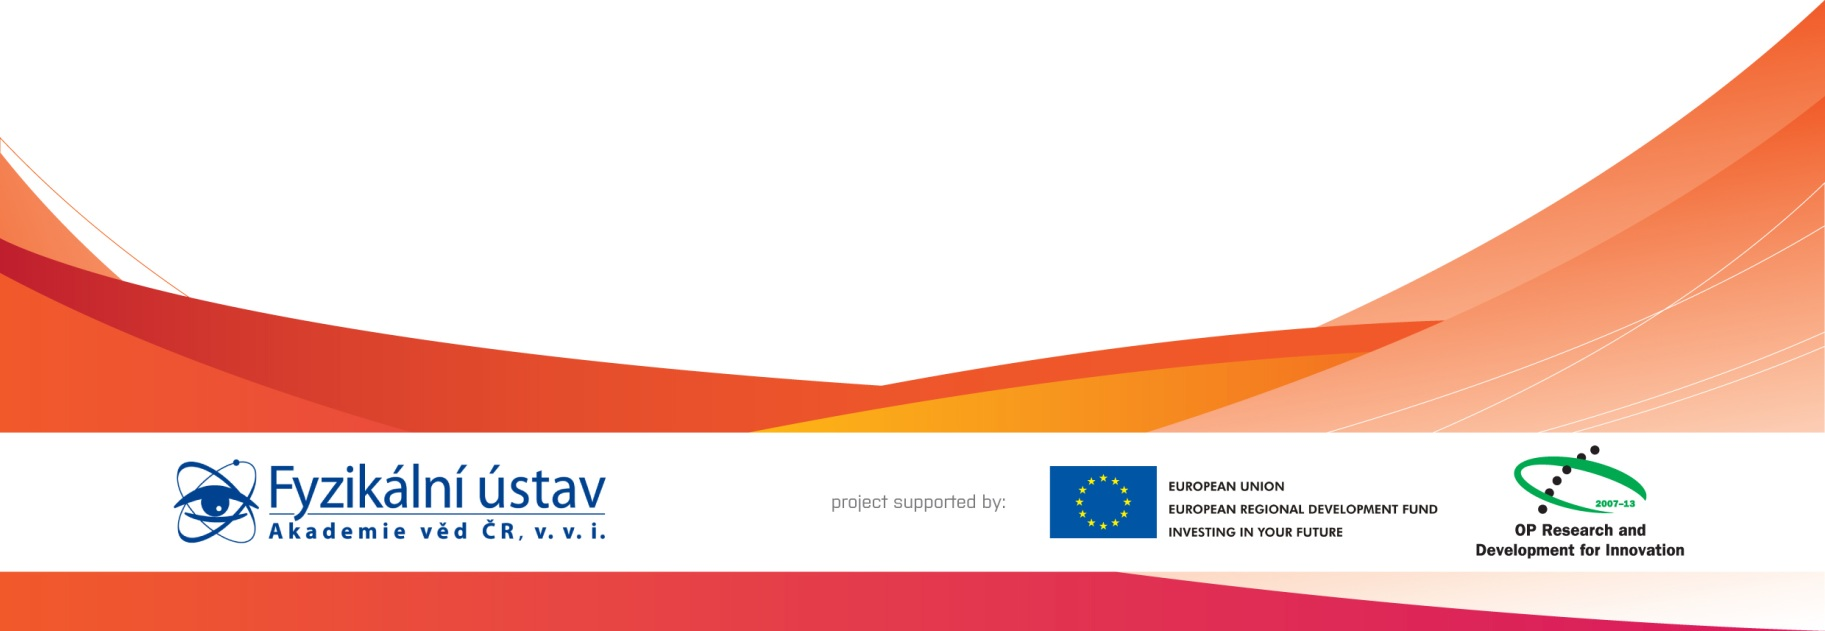 Fyzikální ústav
Akademie věd ČR, v. v. i.
project supported by:
EUROPEAN UNION
EUROPEAN REGIONAL DEVELOPMENT FUND
INVESTING IN YOUR FUTURE
2007–13
OP Research and
Development for Innovation